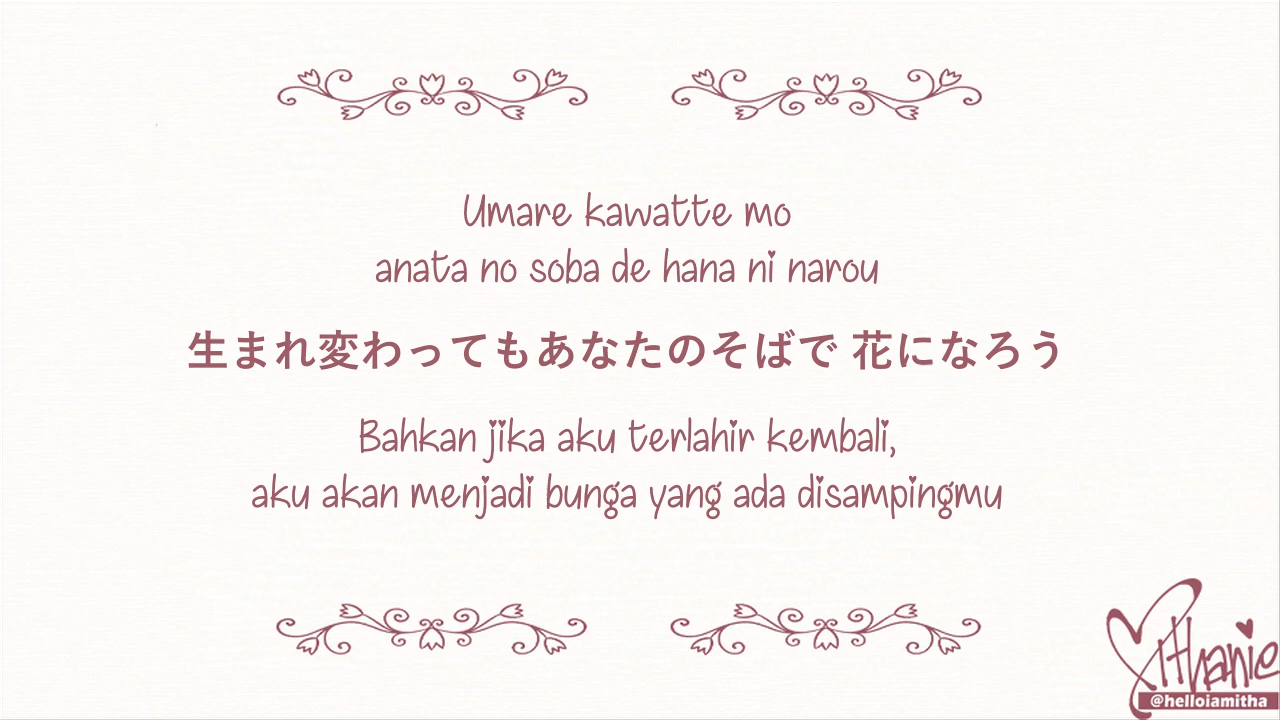 Umare kawatte mo
anata no soba de hana ni narou
生まれ変わってもあなたのそばで 花になろう
Bahkan jika aku terlahir kembali,
aku akan menjadi bunga yang ada disampingmu
Mithanie
@helloiamitha